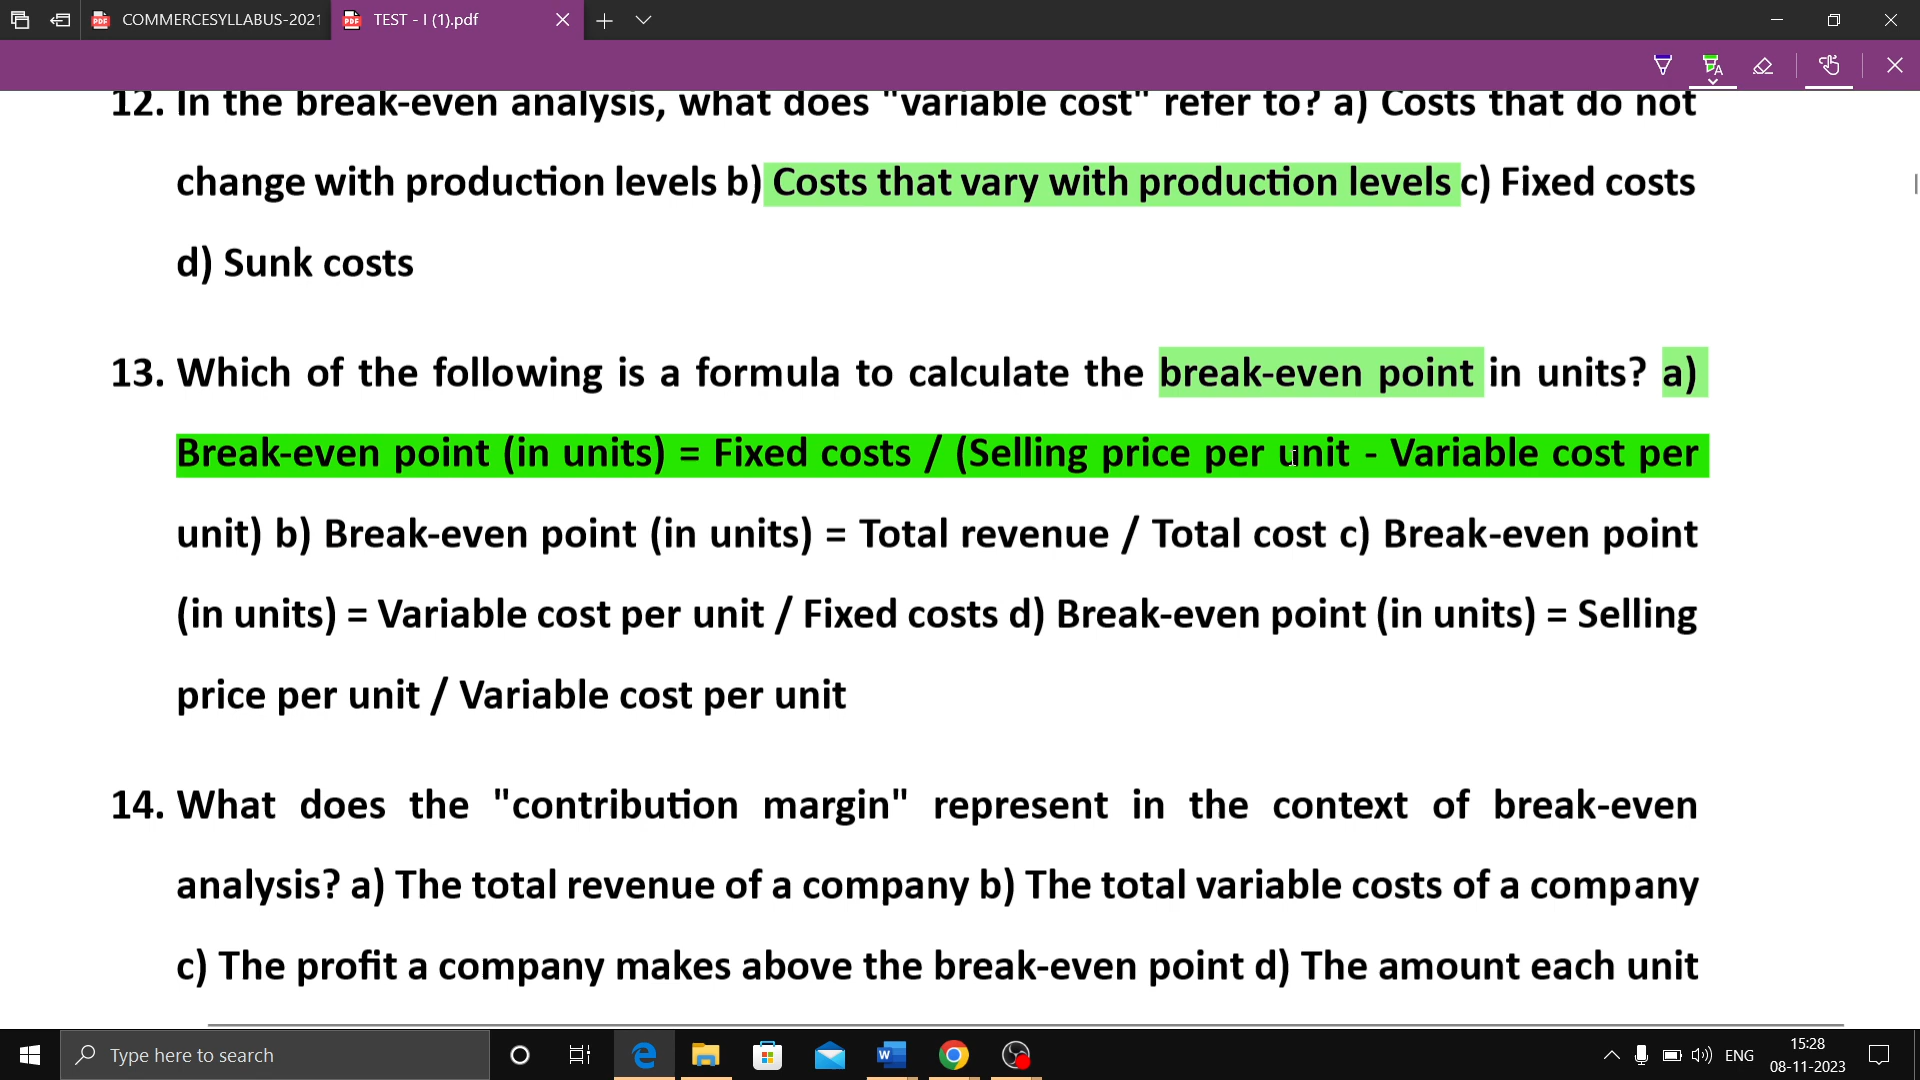 COMMERCESYLLABUS-2021
TEST - I (1).pdf
12. In the break-even analysis, what does "variable cost" refer to? a) Costs that do not
change with production levels b) Costs that vary with production levels c) Fixed costs
d) Sunk costs
13. Which of the following is a formula to calculate the break-even point in units? a)
Break-even point (in units) = Fixed costs / (Selling price per unit - Variable cost per
unit) b) Break-even point (in units) = Total revenue / Total cost c) Break-even point
(in units) = Variable cost per unit / Fixed costs d) Break-even point (in units) = Selling
price per unit / Variable cost per unit
14. What does the "contribution margin" represent in the context of break-even
analysis? a) The total revenue of a company b) The total variable costs of a company
c) The profit a company makes above the break-even point d) The amount each unit
Type here to search
ENG
15:28
08-11-2023